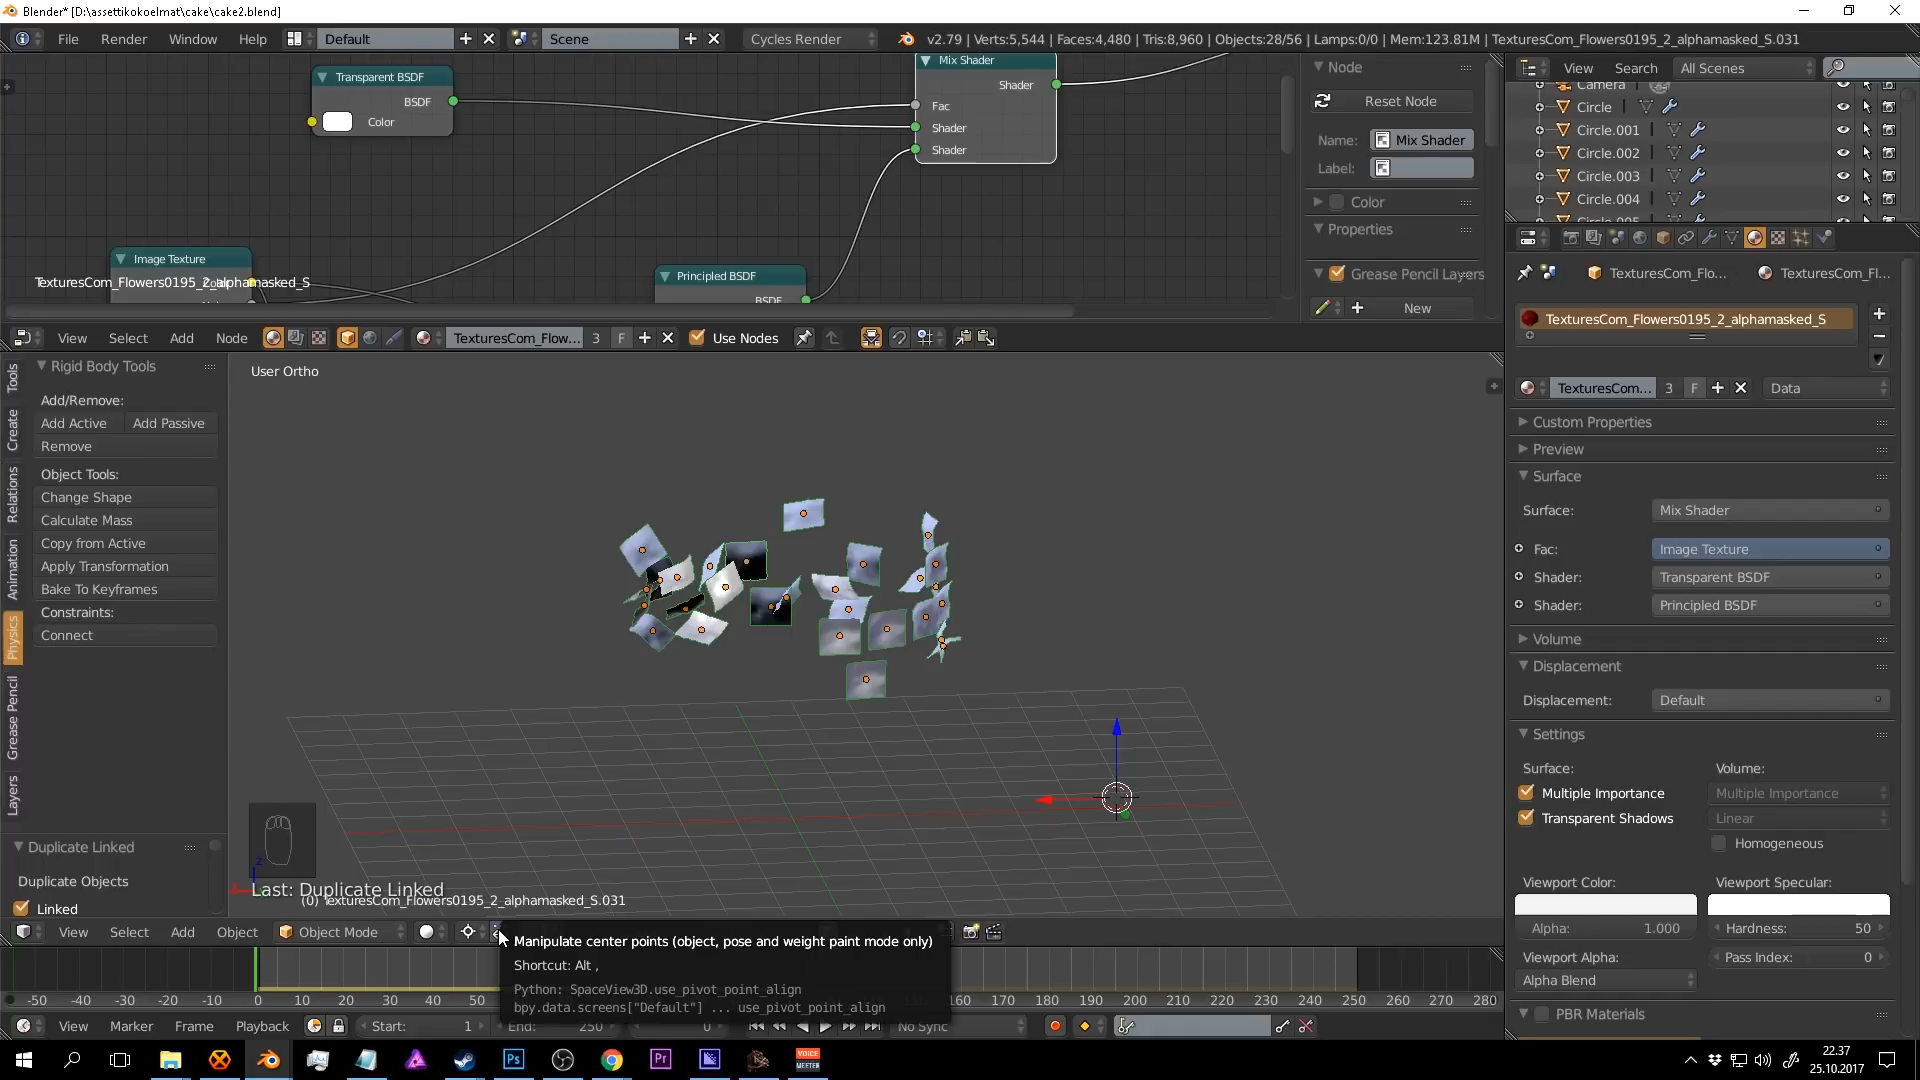 Blender* [D:\assettikokoelmat\cake\cake2.blend]
File Render Window Help Default Scene Cycles Render v2.79 | Verts:5,544 | Faces:4,480 | Tris:8,960 | Objects:28/56 | Lamps:0/0 | Mem:123.81M | TexturesCom_Flowers0195_2_alphamasked_S.031
Transparent BSDF
BSDF
Color
Mix Shader
Shader
Fac
Shader
Shader
Image Texture
TexturesCom_Flowers0195_2_alphamasked_S
Principled BSDF
BSDF
Node
Reset Node
Name: Mix Shader
Label:
Color
Properties
Grease Pencil Layers
New
View Search All Scenes
Camera
Circle
Circle.001
Circle.002
Circle.003
Circle.004
Circle.005
View Select Add Node TexturesCom_Flow... 3 F Use Nodes
TexturesCom_Flo... TexturesCom_Fl...
TexturesCom_Flowers0195_2_alphamasked_S
TexturesCom... 3 F Data
Custom Properties
Preview
Surface
Surface: Mix Shader
Fac: Image Texture
Shader: Transparent BSDF
Shader: Principled BSDF
Volume
Displacement
Displacement: Default
Settings
Surface: Volume:
Multiple Importance Multiple Importance
Transparent Shadows Linear
Homogeneous
Viewport Color: Viewport Specular:
Alpha: 1.000 Hardness: 50
Viewport Alpha: Pass Index: 0
Alpha Blend
PBR Materials
Tools
Create
Relations
Animation
Physics
Grease Pencil
Layers
Rigid Body Tools
Add/Remove:
Add Active Add Passive
Remove
Object Tools:
Change Shape
Calculate Mass
Copy from Active
Apply Transformation
Bake To Keyframes
Constraints:
Connect
Duplicate Linked
Duplicate Objects
Linked
User Ortho
z
Last: Duplicate Linked
(0) TexturesCom_Flowers0195_2_alphamasked_S.031
View Select Add Object Object Mode
Manipulate center points (object, pose and weight paint mode only)
Shortcut: Alt ,
Python: SpaceView3D.use_pivot_point_align
bpy.data.screens["Default"] ... use_pivot_point_align
-50 -40 -30 -20 -10 0 10 20 30 40 50 160 170 180 190 200 210 220 230 240 250 260 270 280
View Marker Frame Playback Start: 1 End: 250 0 No Sync
Ps Pr VOICE MEETER
22.37
25.10.2017